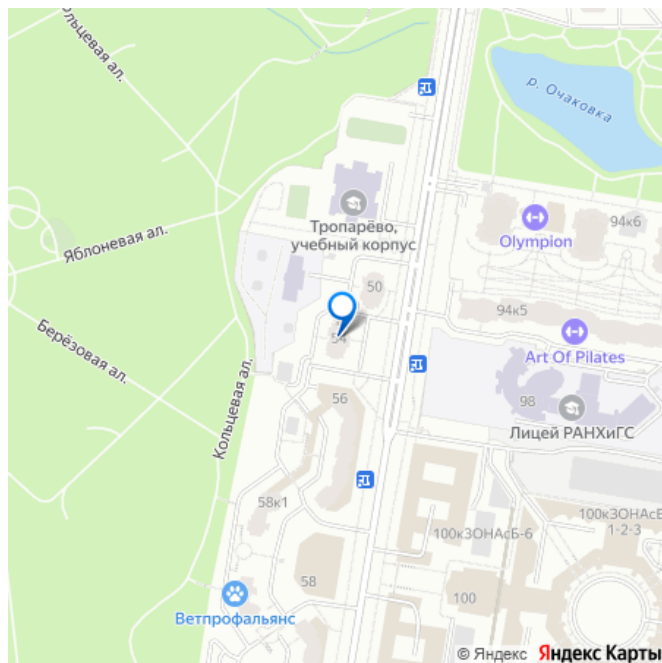 Кольцевая ал.
р. Очаковка
Тропарёво,
учебный корпус
94к6
Olympion
Яблоневая ал.
50
94к5
54
Art Of Pilates
Берёзовая ал.
Кольцевая ал.
56
98
Лицей РАНХиГС
58к1
100кЗОНАсБ-6
100кЗОНАсБ
1-2-3
58
100
Ветпрофальянс
© Яндекс Яндекс Карты